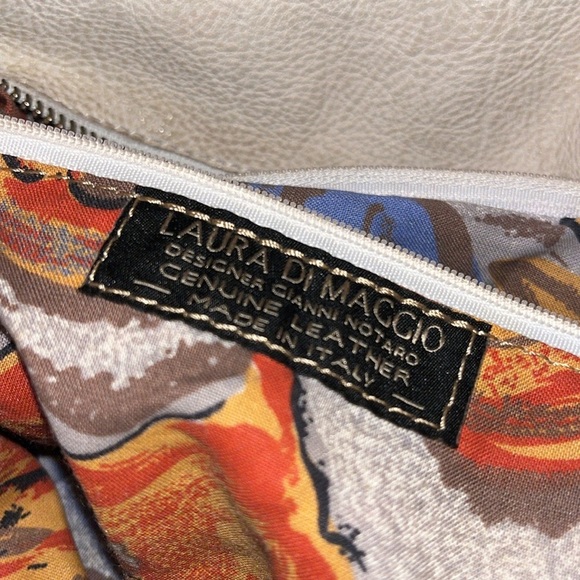 LAURA DI MAGGIO
DESIGNER GIANNI NOTARO
GENUINE LEATHER
— MADE IN ITALY —